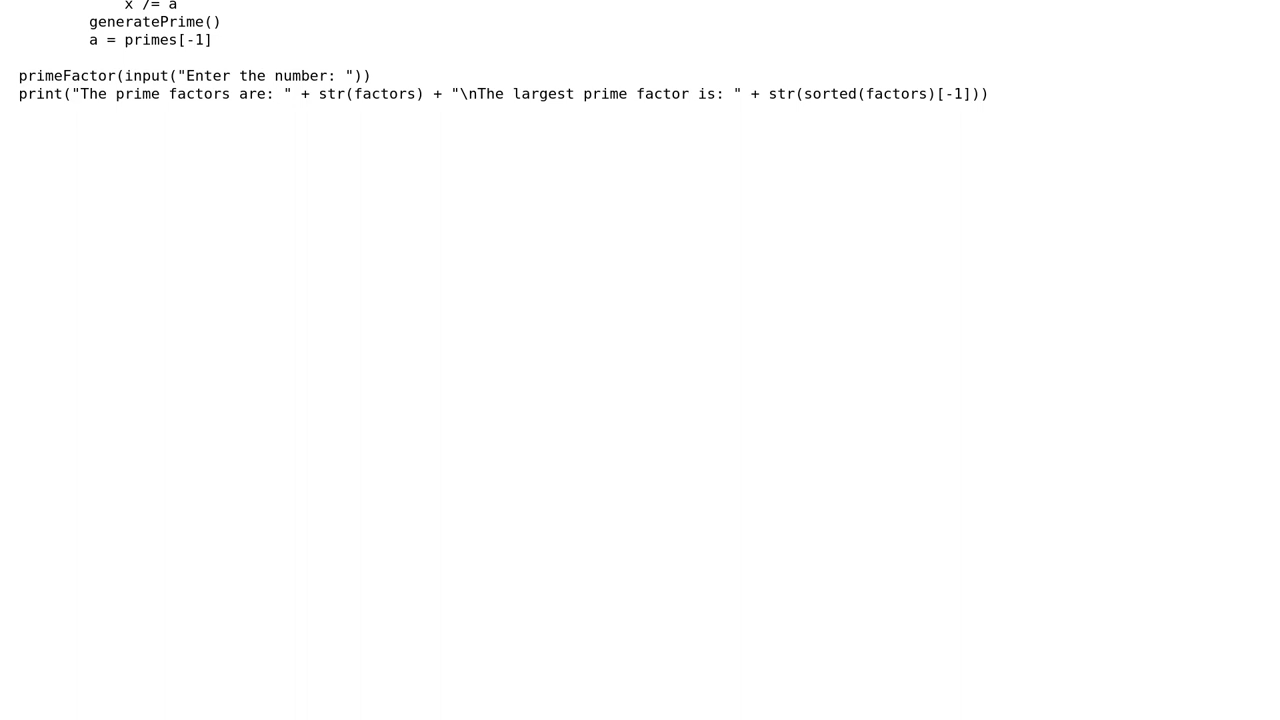 x /= a
        generatePrime()
        a = primes[-1]

primeFactor(input("Enter the number: "))
print("The prime factors are: " + str(factors) + "\nThe largest prime factor is: " + str(sorted(factors)[-1]))